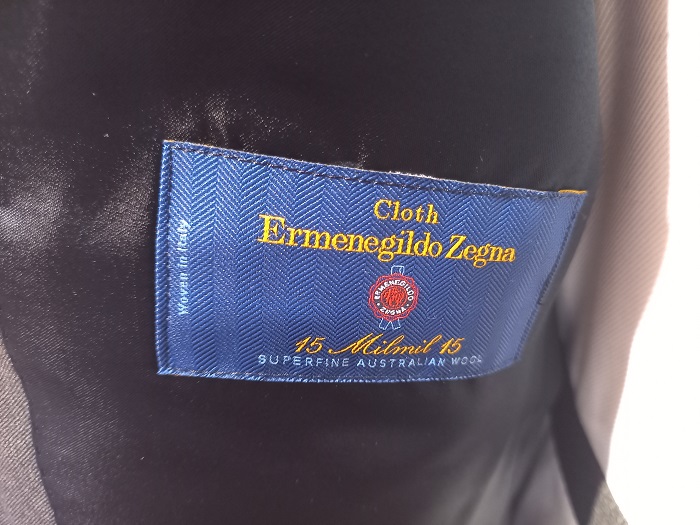 Cloth
Ermenegildo Zegna
ERMENEGILDO
ZEGNA
15 Milmil 15
SUPERFINE AUSTRALIAN WOOL
Woven in Italy